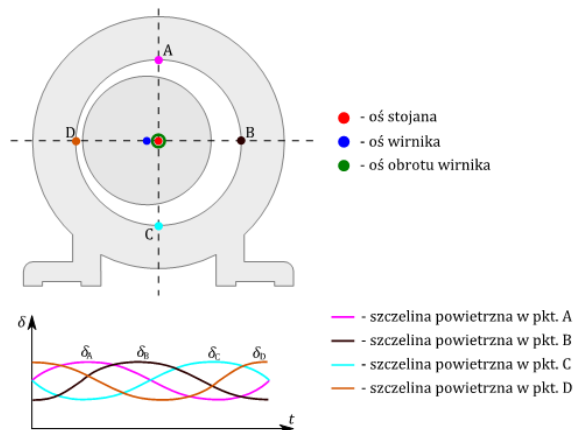 A
D
B
C
- oś stojana
- oś wirnika
- oś obrotu wirnika
δ
δA
δB
δC
δD
t
- szczelina powietrzna w pkt. A
- szczelina powietrzna w pkt. B
- szczelina powietrzna w pkt. C
- szczelina powietrzna w pkt. D